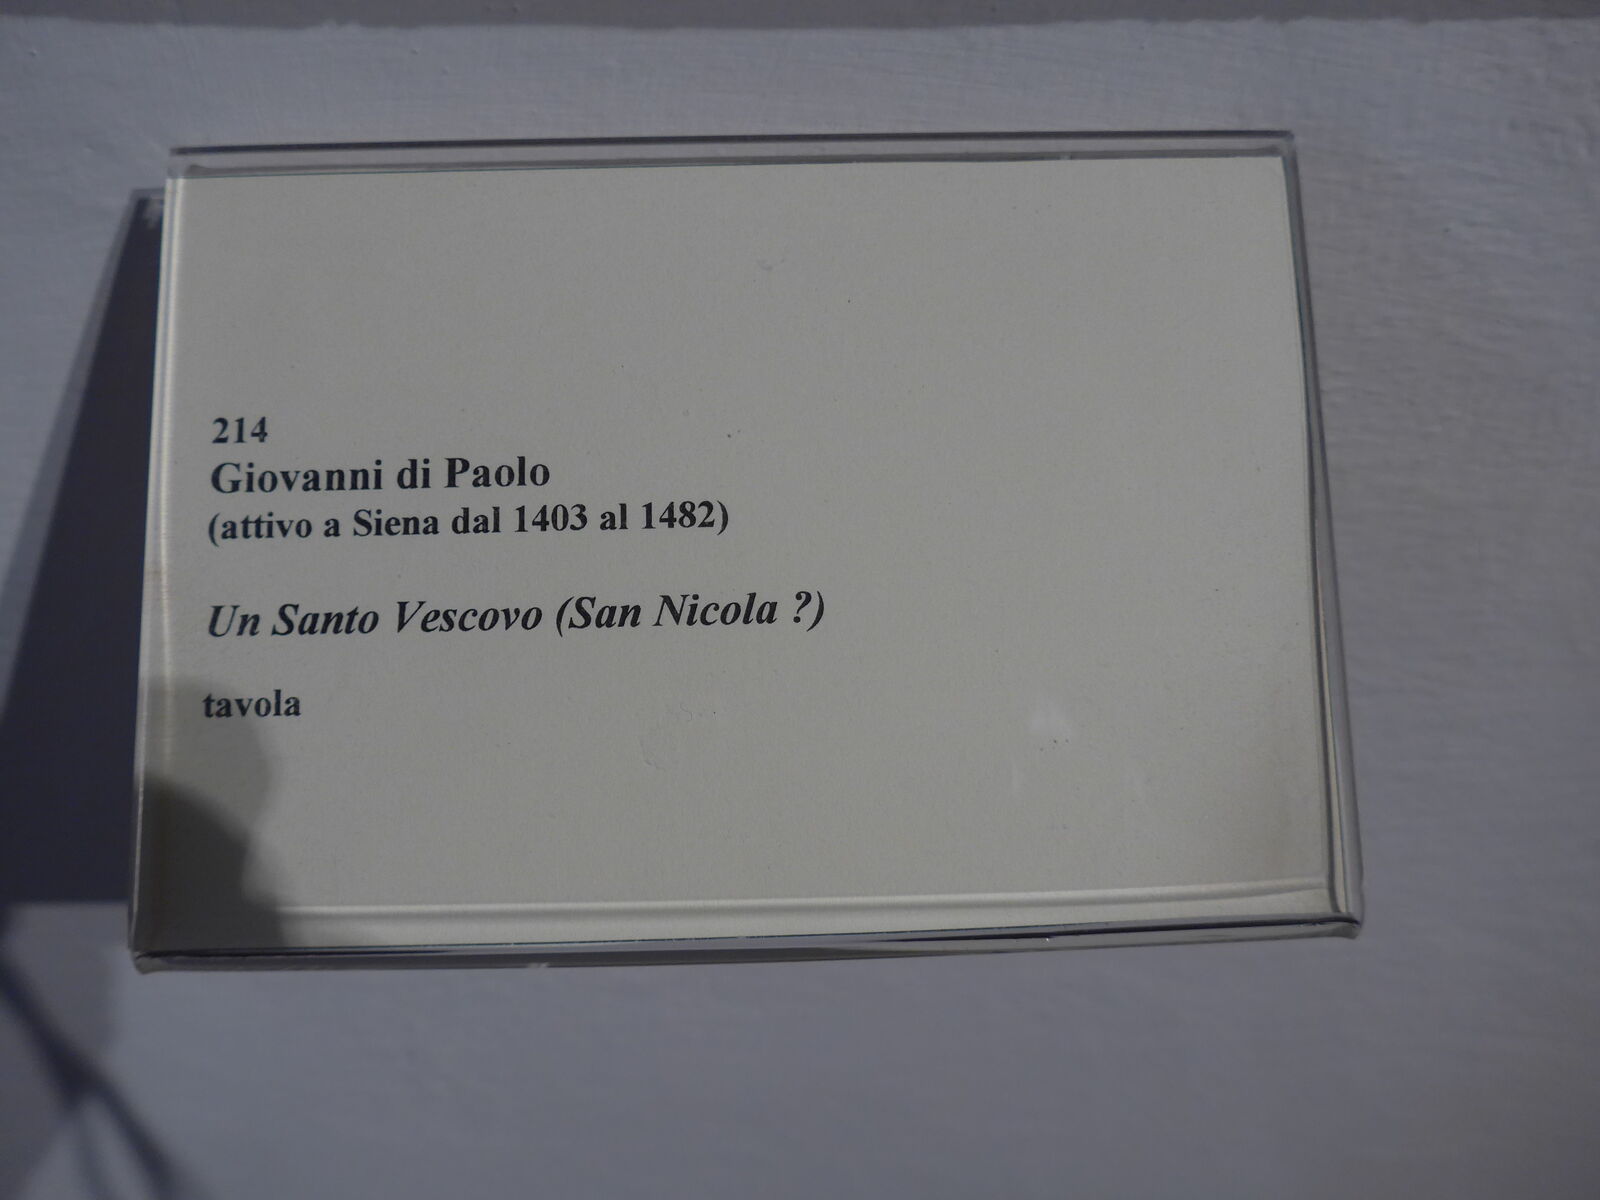 214
Giovanni di Paolo
(attivo a Siena dal 1403 al 1482)
Un Santo Vescovo (San Nicola ?)
tavola